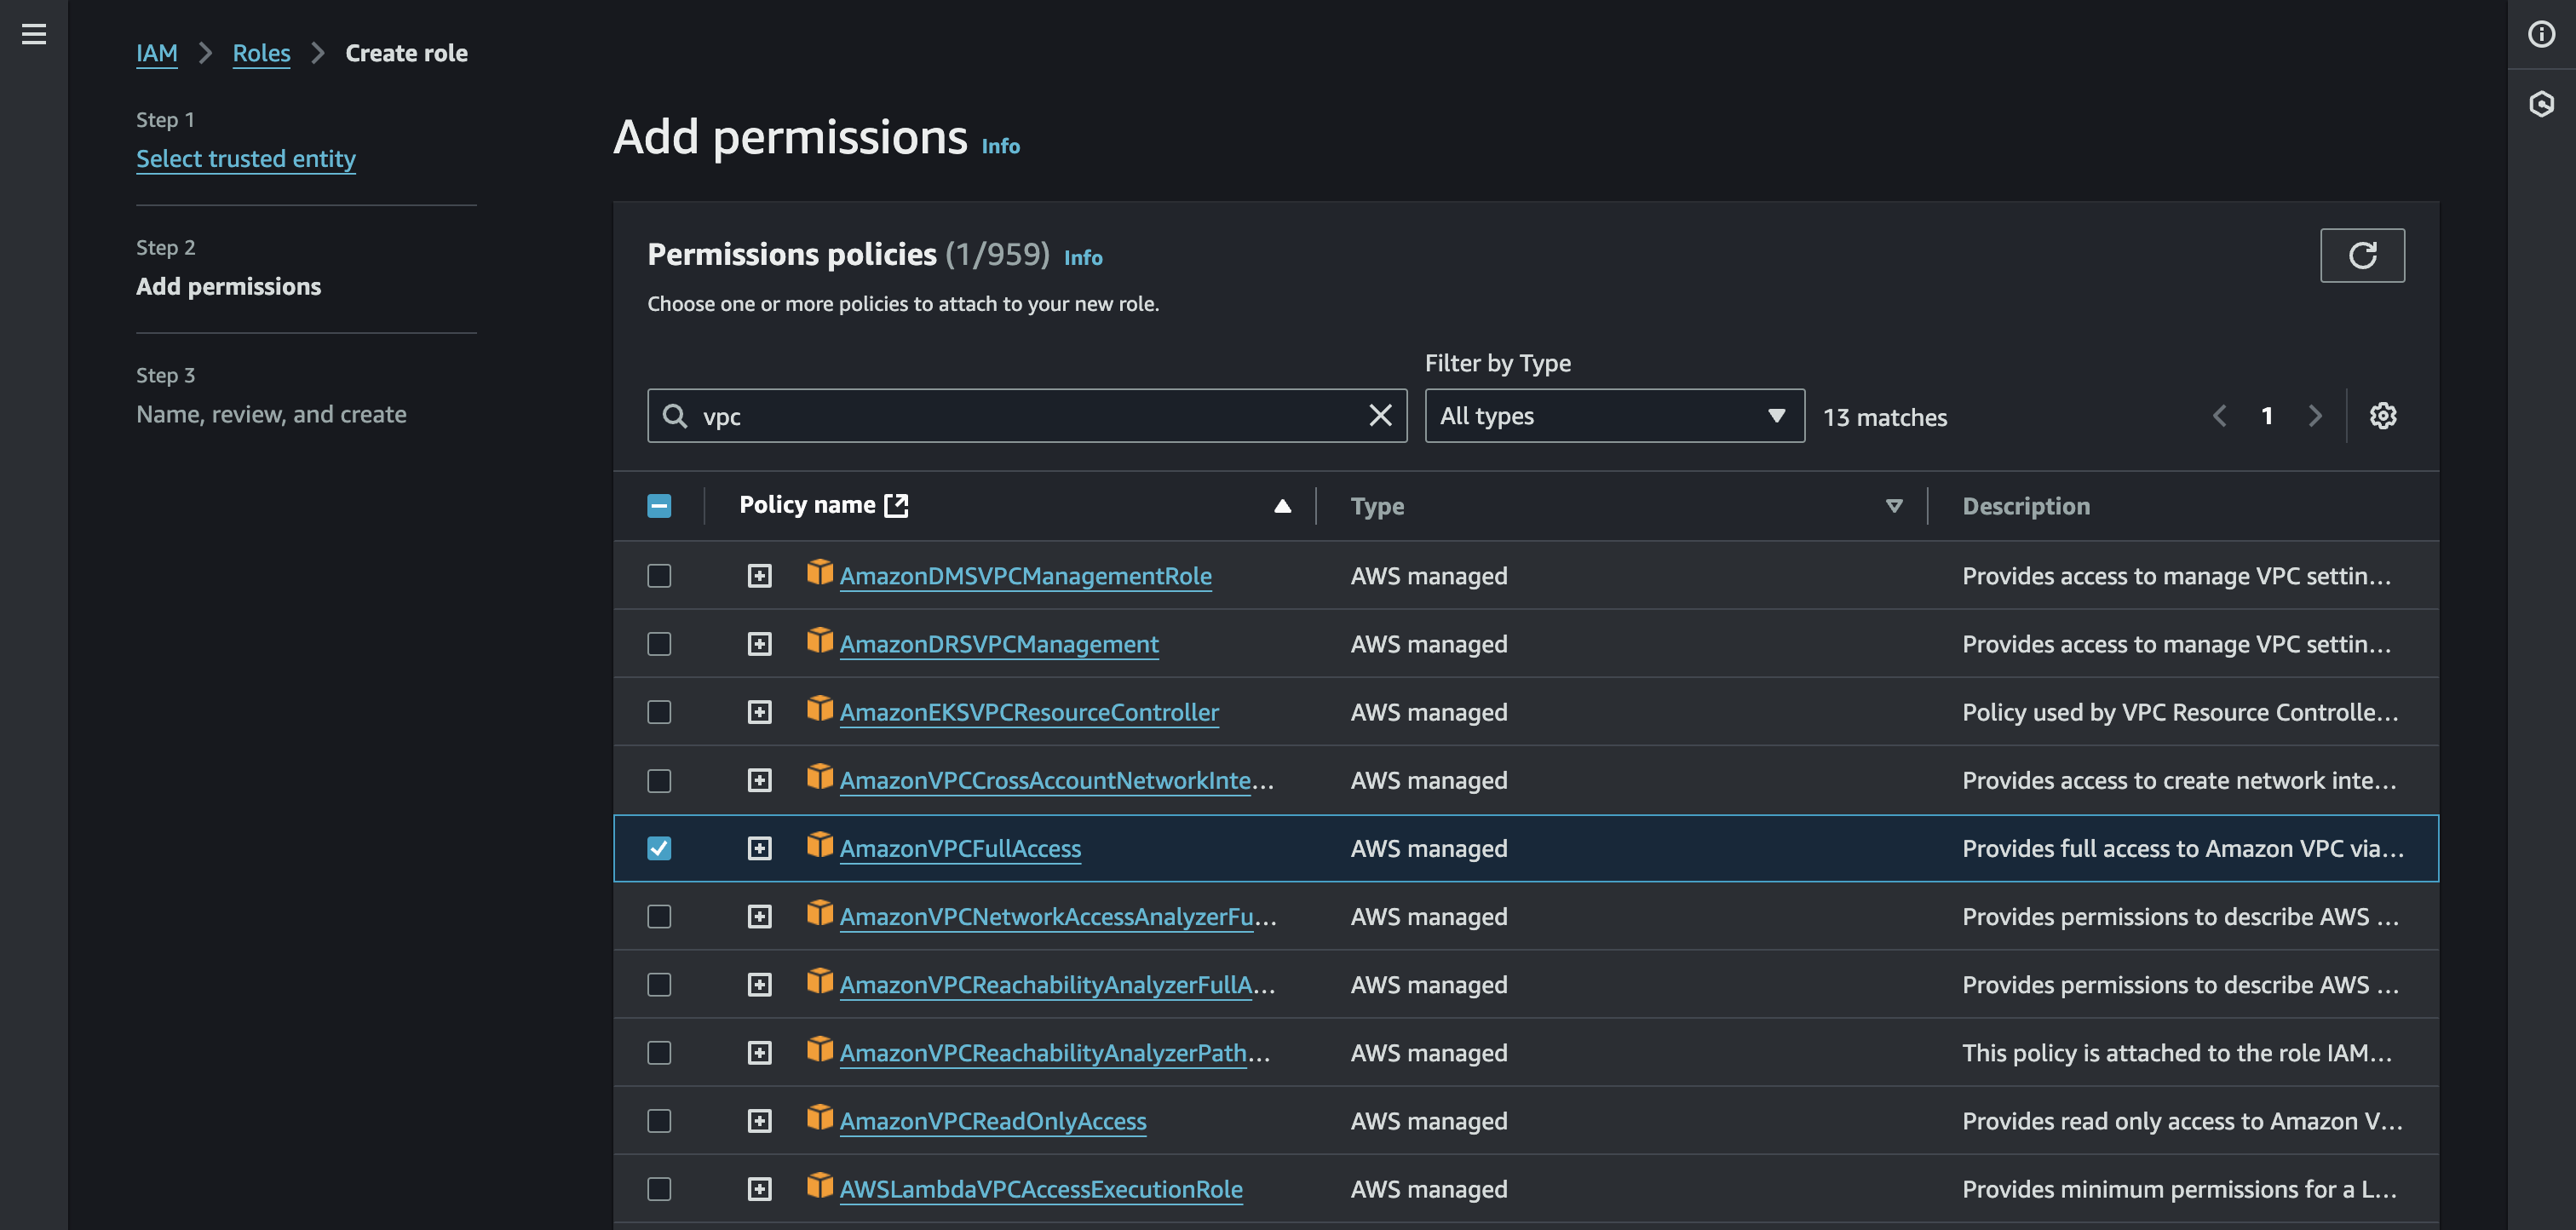 IAM > Roles > Create role
Step 1
Select trusted entity
Step 2
Add permissions
Step 3
Name, review, and create
Add permissions Info
Permissions policies (1/959) Info
Choose one or more policies to attach to your new role.
Filter by Type
vpc
All types
13 matches
1
Policy name Type Description
AmazonDMSVPCManagementRole AWS managed Provides access to manage VPC settin...
AmazonDRSVPCManagement AWS managed Provides access to manage VPC settin...
AmazonEKSVPCResourceController AWS managed Policy used by VPC Resource Controlle...
AmazonVPCCrossAccountNetworkInte... AWS managed Provides access to create network inte...
AmazonVPCFullAccess AWS managed Provides full access to Amazon VPC via...
AmazonVPCNetworkAccessAnalyzerFu... AWS managed Provides permissions to describe AWS ...
AmazonVPCReachabilityAnalyzerFullA... AWS managed Provides permissions to describe AWS ...
AmazonVPCReachabilityAnalyzerPath... AWS managed This policy is attached to the role IAM...
AmazonVPCReadOnlyAccess AWS managed Provides read only access to Amazon V...
AWSLambdaVPCAccessExecutionRole AWS managed Provides minimum permissions for a L...